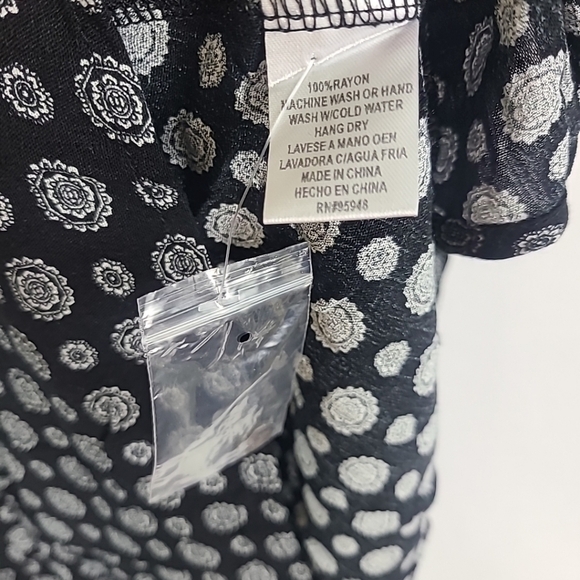 100%RAYON
MACHINE WASH OR HAND
WASH W/COLD WATER
HANG DRY
LAVESE A MANO OEN
LAVADORA C/AGUA FRIA
MADE IN CHINA
HECHO EN CHINA
RN#95948